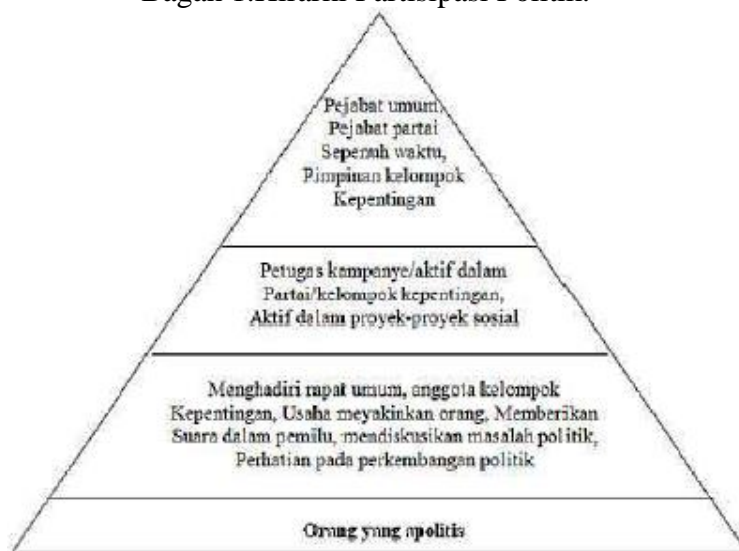 Pejabat umum,
Pejabat partai
Sepenuh waktu,
Pimpinan kelompok
Kepentingan
Petugas kampanye/aktif dalam
Partai/kelompok kepentingan,
Aktif dalam proyek-proyek sosial
Menghadiri rapat umum, anggota kelompok
Kepentingan, Usaha meyakinkan orang, Memberikan
Suara dalam pemilu, mendiskusikan masalah politik,
Perhatian pada perkembangan politik
Orang yang apolitis